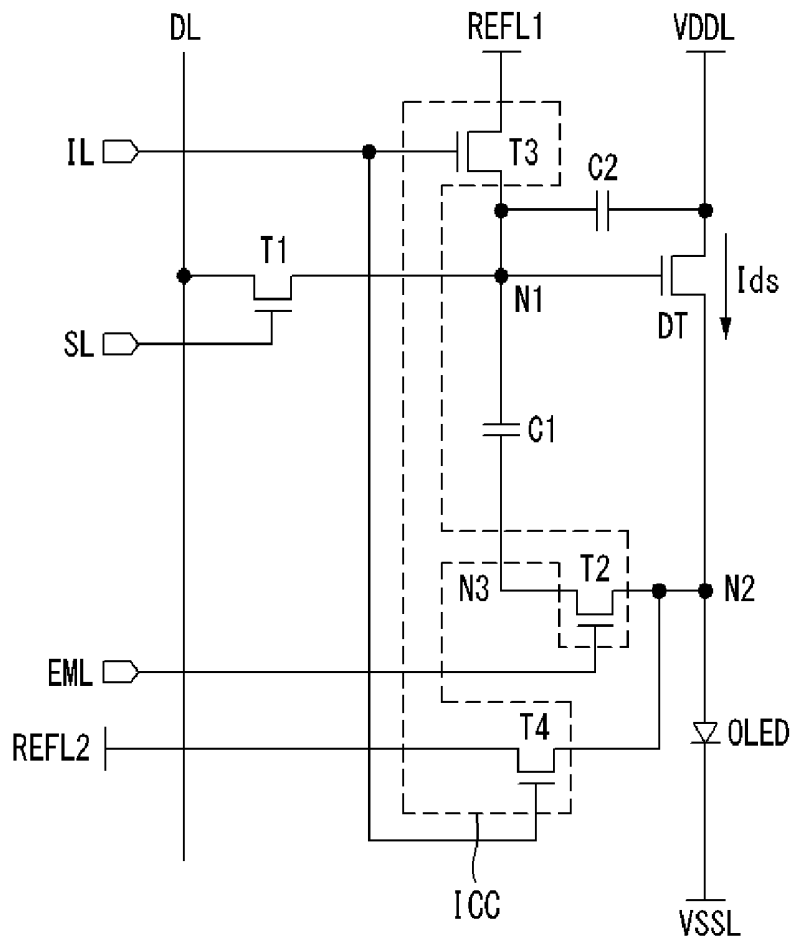 DL
REFL1
VDDL
IL
T3
C2
T1
N1
Ids
DT
SL
C1
T2
N3
N2
EML
T4
OLED
REFL2
ICC
VSSL